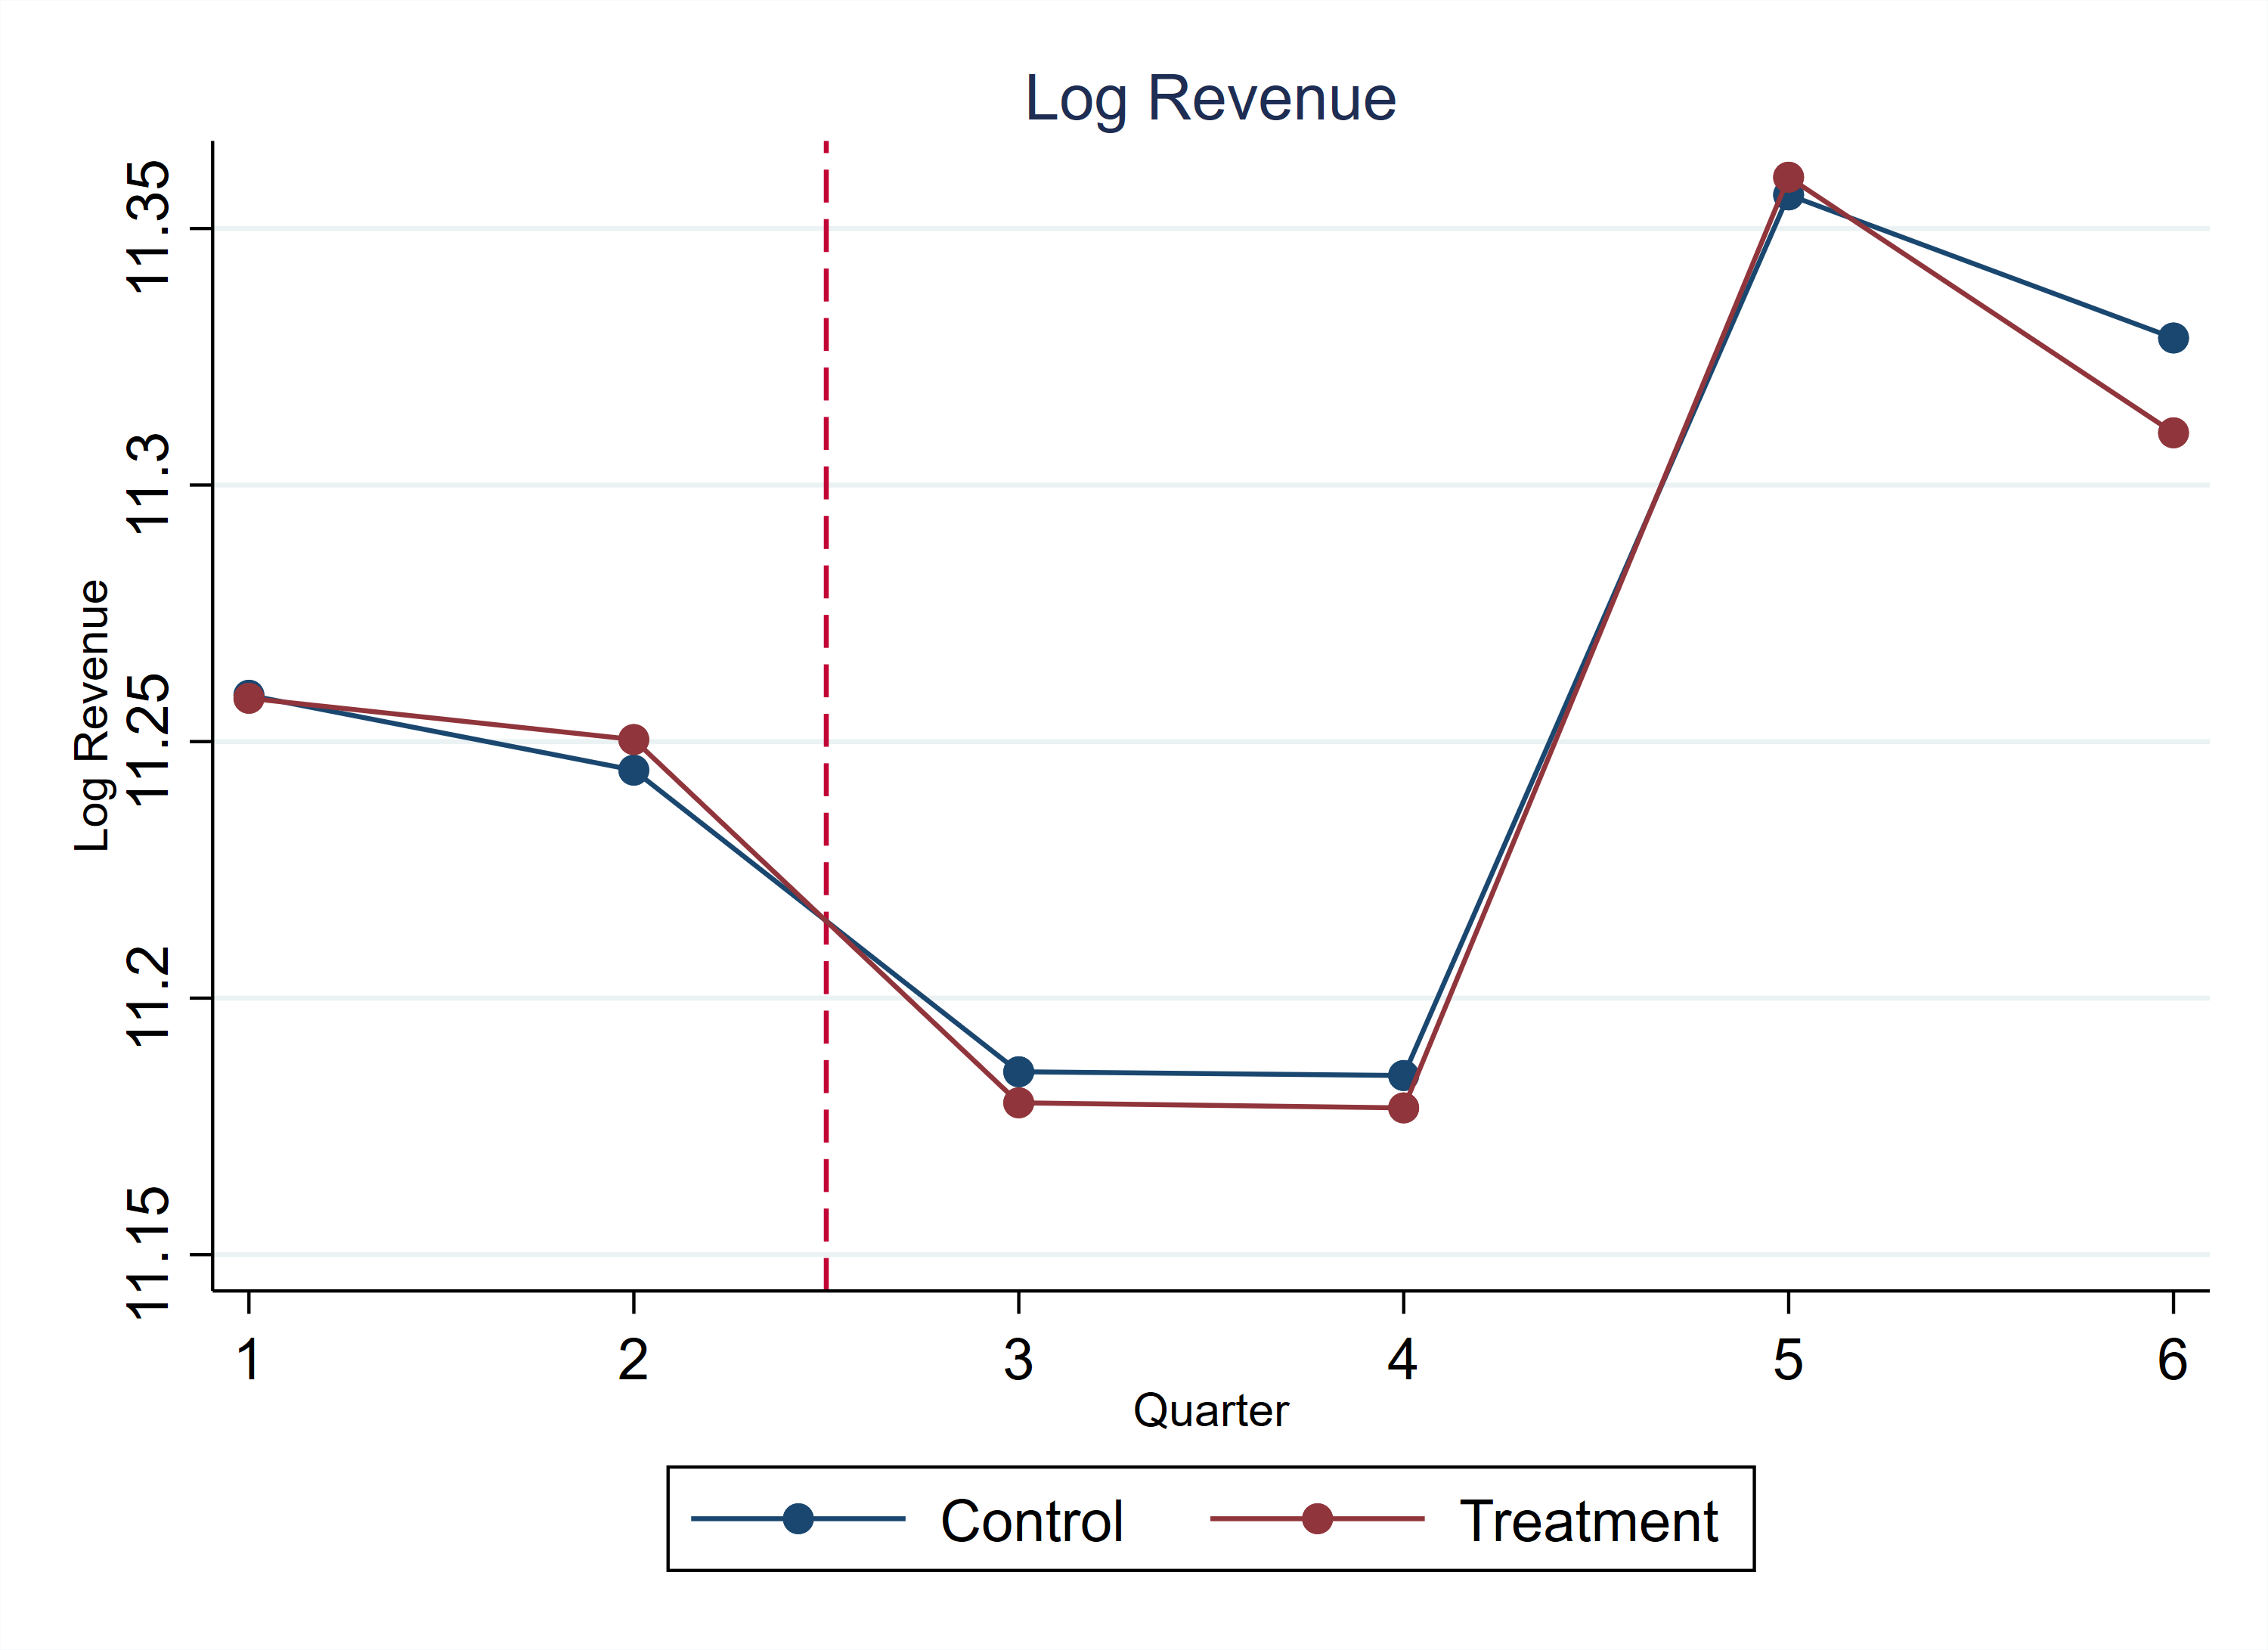 Log Revenue
Log Revenue
11.35
11.3
11.25
11.2
11.15
1 2 3 4 5 6
Quarter
Control Treatment